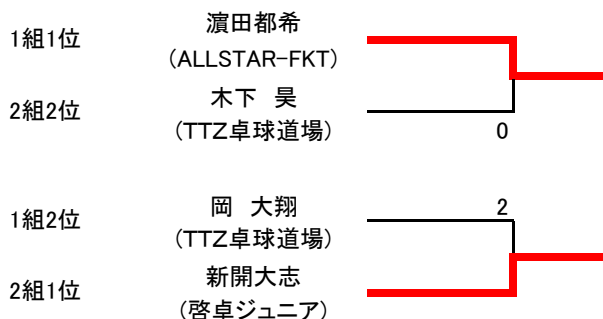 1組1位
濵田都希
(ALLSTAR-FKT)
2組2位
木下　昊
(TTZ卓球道場)
0
1組2位
岡　大翔
(TTZ卓球道場)
2
2組1位
新開大志
(啓卓ジュニア)